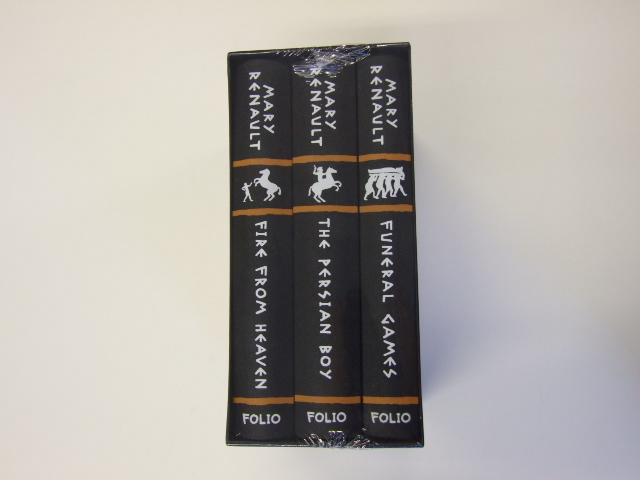 MARY
RENAULT
FIRE FROM HEAVEN
FOLIO
MARY
RENAULT
THE PERSIAN BOY
FOLIO
MARY
RENAULT
FUNERAL GAMES
FOLIO